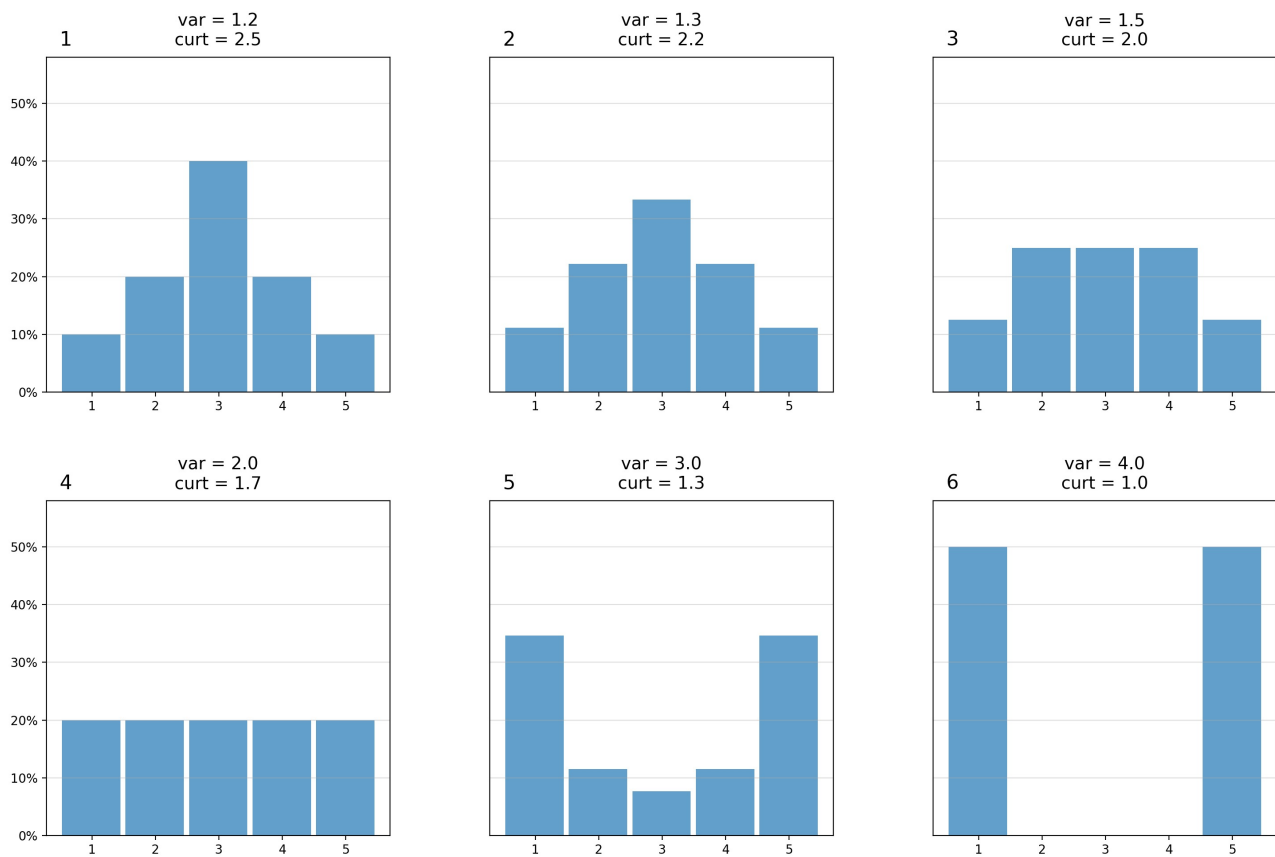 var = 1.2
1 curt = 2.5
50%
40%
30%
20%
10%
0%
1 2 3 4 5
var = 1.3
2 curt = 2.2
1 2 3 4 5
var = 1.5
3 curt = 2.0
1 2 3 4 5
var = 2.0
4 curt = 1.7
50%
40%
30%
20%
10%
0%
1 2 3 4 5
var = 3.0
5 curt = 1.3
1 2 3 4 5
var = 4.0
6 curt = 1.0
1 2 3 4 5